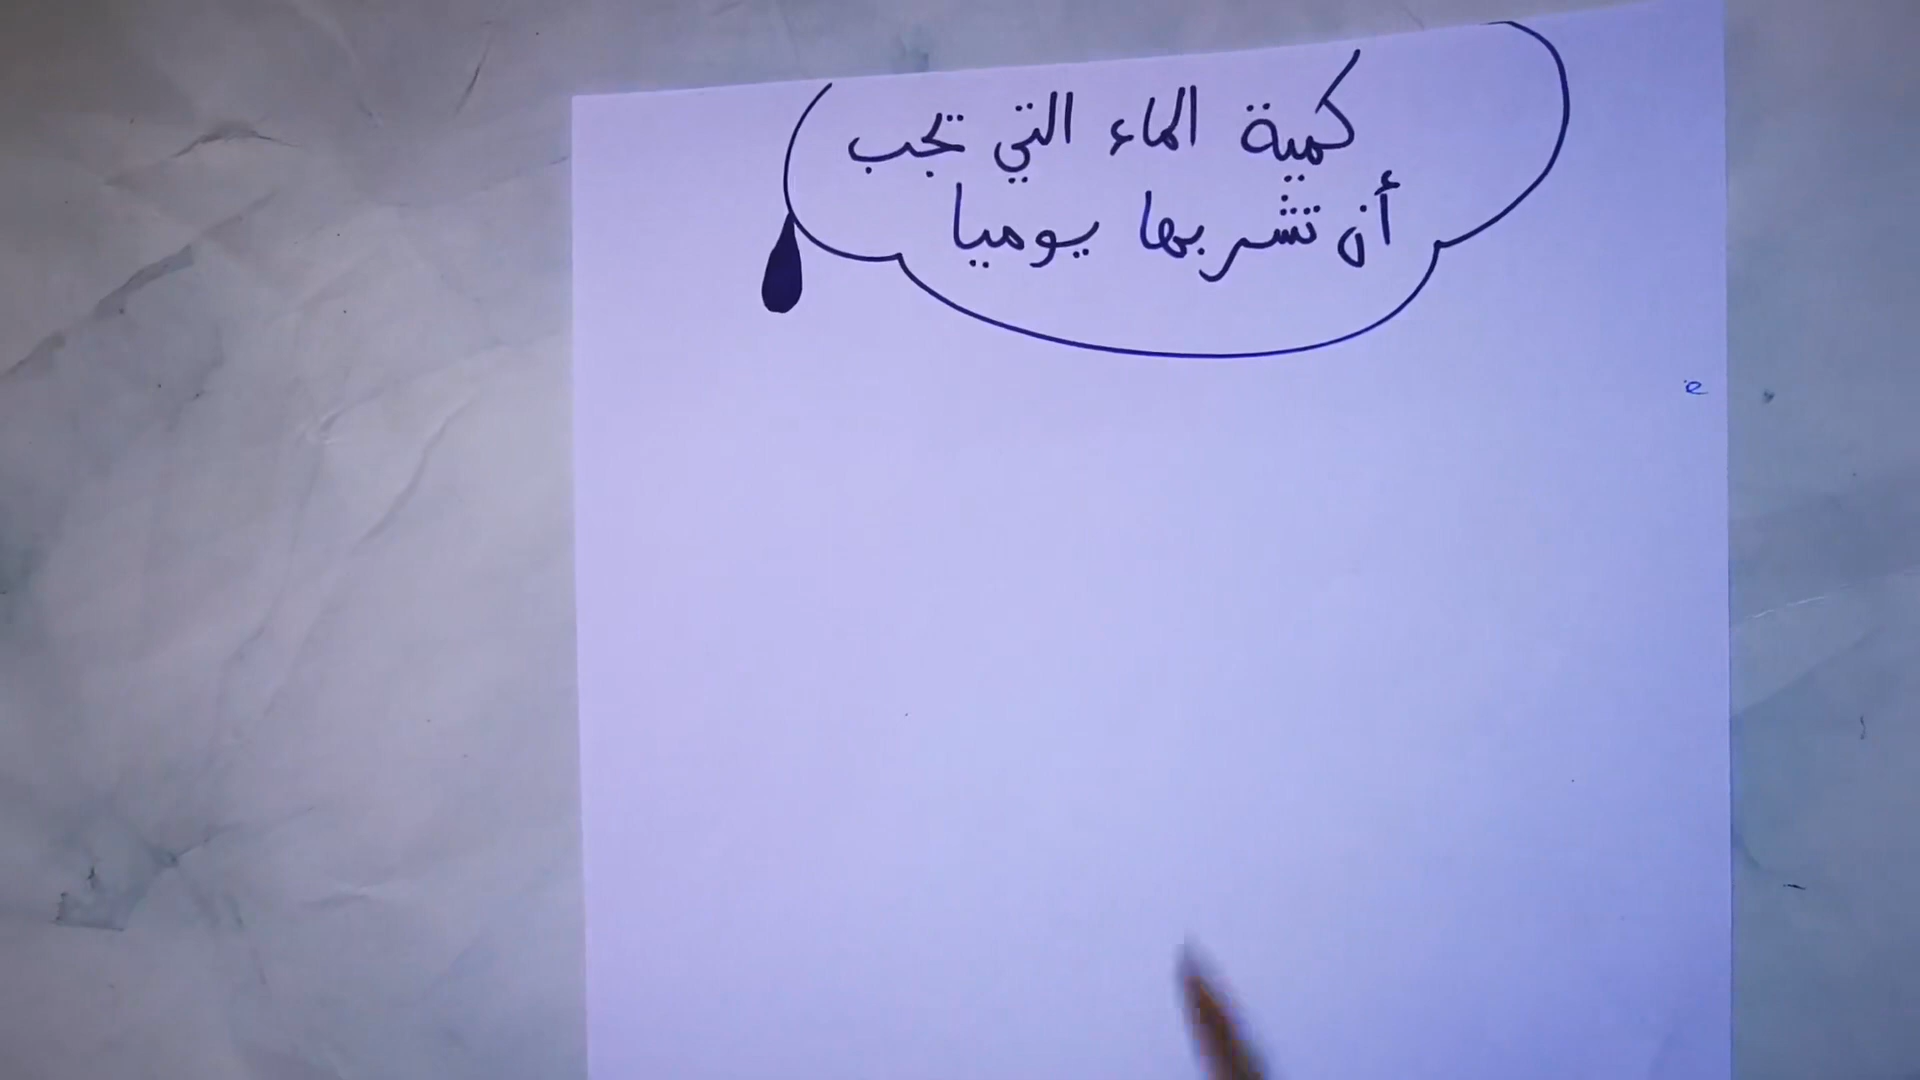 كمية الماء التي تجب
أن تشربها يوميا